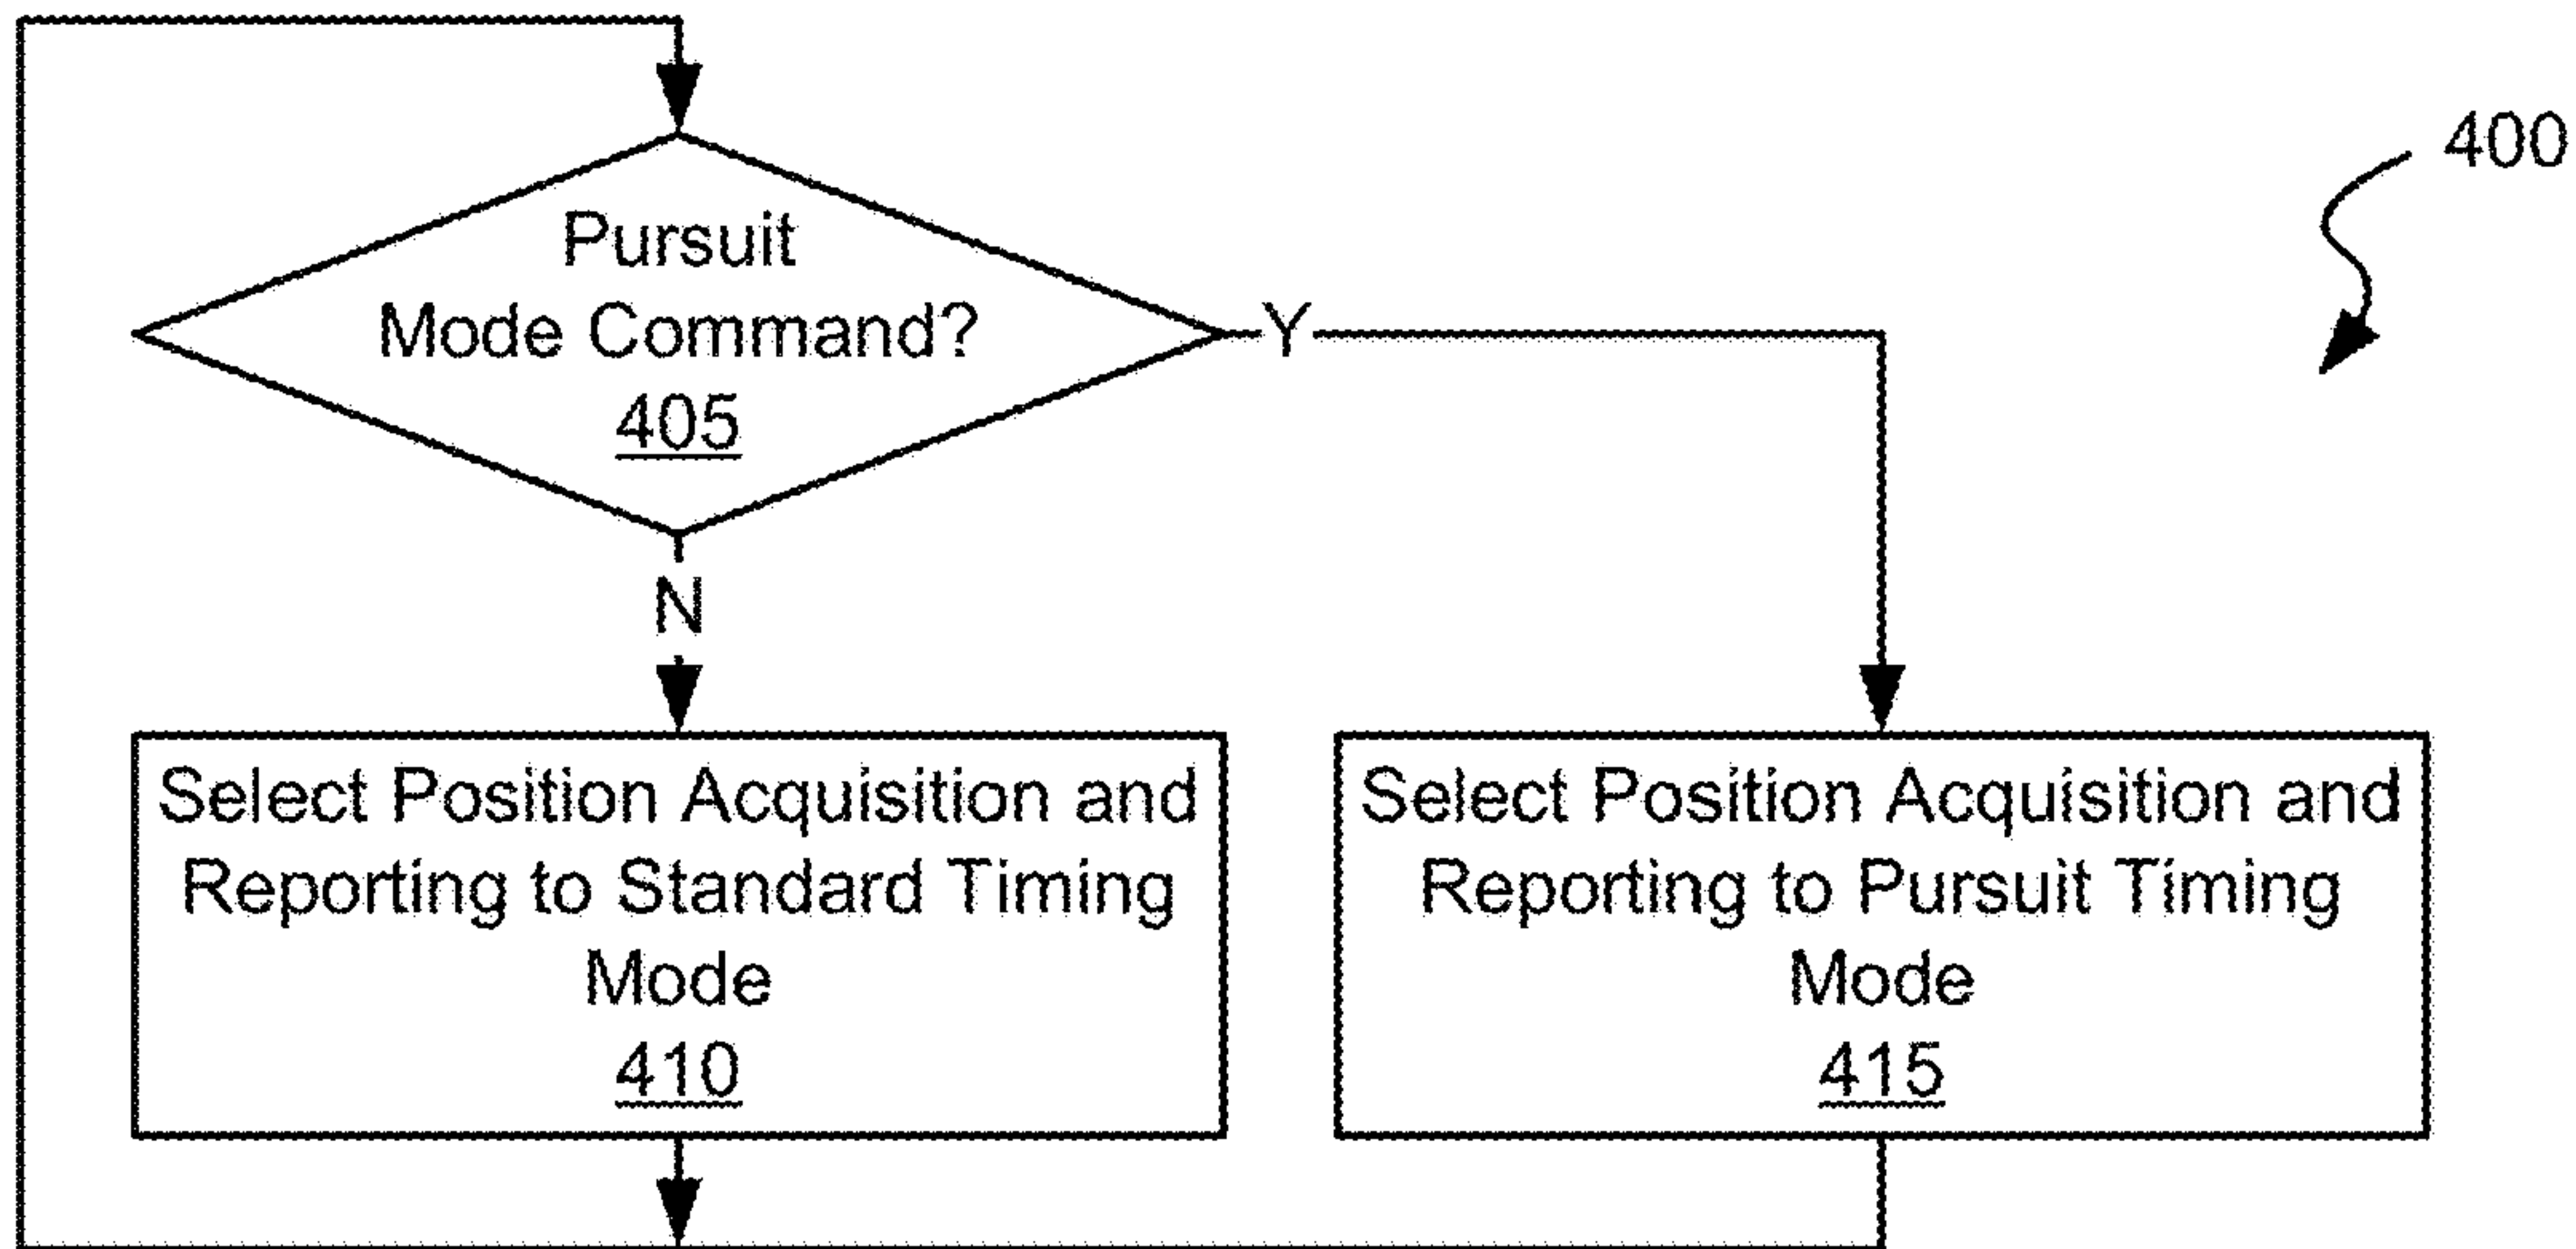 400
Pursuit
Mode Command?
405
Y
N
Select Position Acquisition and
Reporting to Standard Timing
Mode
410
Select Position Acquisition and
Reporting to Pursuit Timing
Mode
415